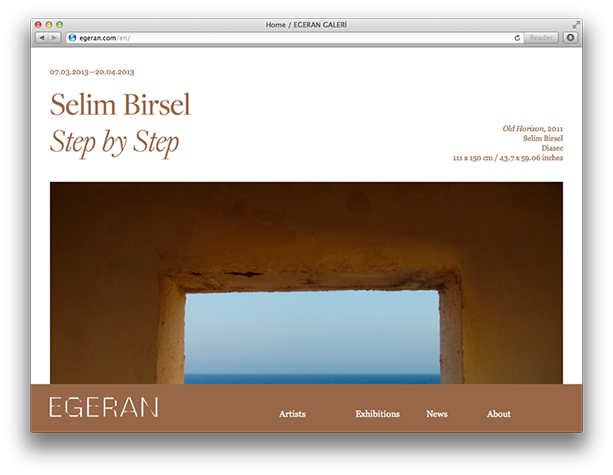 Home / EGERAN GALERİ
egeran.com/en/
Reader
07.03.2013—20.04.2013
Selim Birsel
Step by Step
Old Horizon, 2011
Selim Birsel
Diasec
111 x 150 cm / 43.7 x 59.06 inches
EGERAN
Artists Exhibitions News About